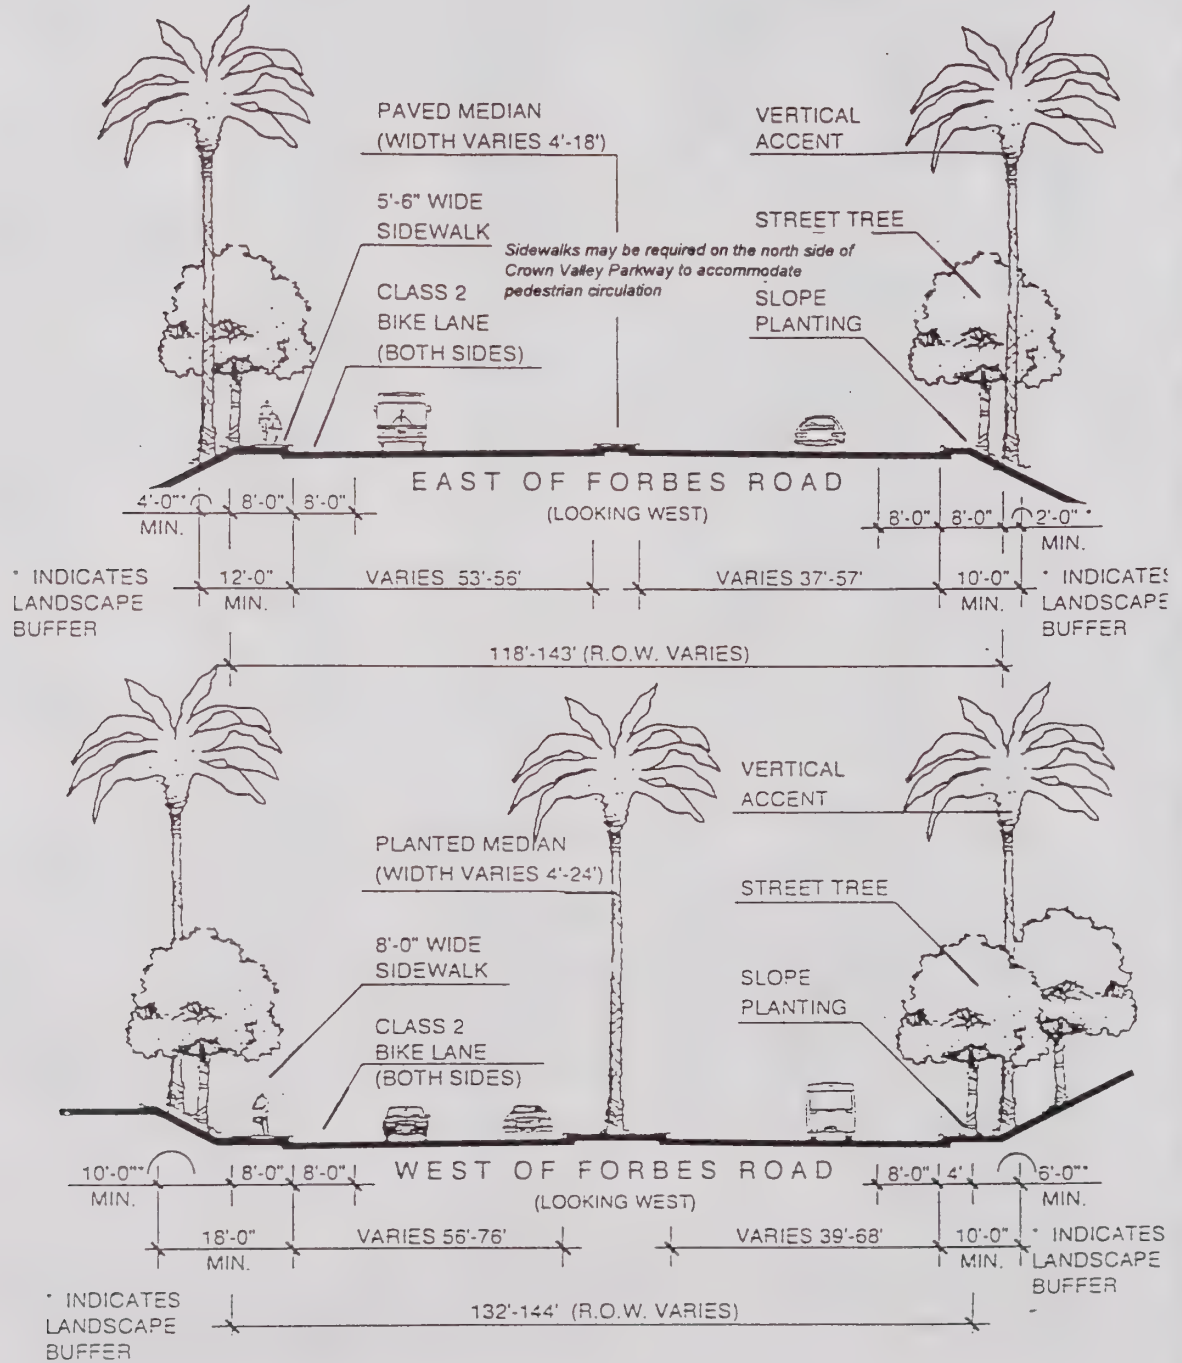 PAVED MEDIAN
(WIDTH VARIES 4'-18')
VERTICAL
ACCENT
5'-6" WIDE
SIDEWALK
STREET TREE
Sidewalks may be required on the north side of
Crown Valley Parkway to accommodate
pedestrian circulation
CLASS 2
BIKE LANE
(BOTH SIDES)
SLOPE
PLANTING
EAST OF FORBES ROAD
(LOOKING WEST)
4'-0"* 8'-0" 8'-0" 8'-0" 8'-0" 2'-0" *
MIN. MIN.
* INDICATES
LANDSCAPE
BUFFER
12'-0"
MIN.
VARIES 53'-56'
VARIES 37'-57'
10'-0"
MIN.
* INDICATES
LANDSCAPE
BUFFER
118'-143' (R.O.W. VARIES)
VERTICAL
ACCENT
PLANTED MEDIAN
(WIDTH VARIES 4'-24')
STREET TREE
8'-0" WIDE
SIDEWALK
SLOPE
PLANTING
CLASS 2
BIKE LANE
(BOTH SIDES)
WEST OF FORBES ROAD
(LOOKING WEST)
10'-0"* 8'-0" 8'-0" 8'-0" 4' 6'-0"*
MIN. MIN.
18'-0"
MIN.
VARIES 56'-76'
VARIES 39'-68'
10'-0"
MIN.
* INDICATES
LANDSCAPE
BUFFER
* INDICATES
LANDSCAPE
BUFFER
132'-144' (R.O.W. VARIES)